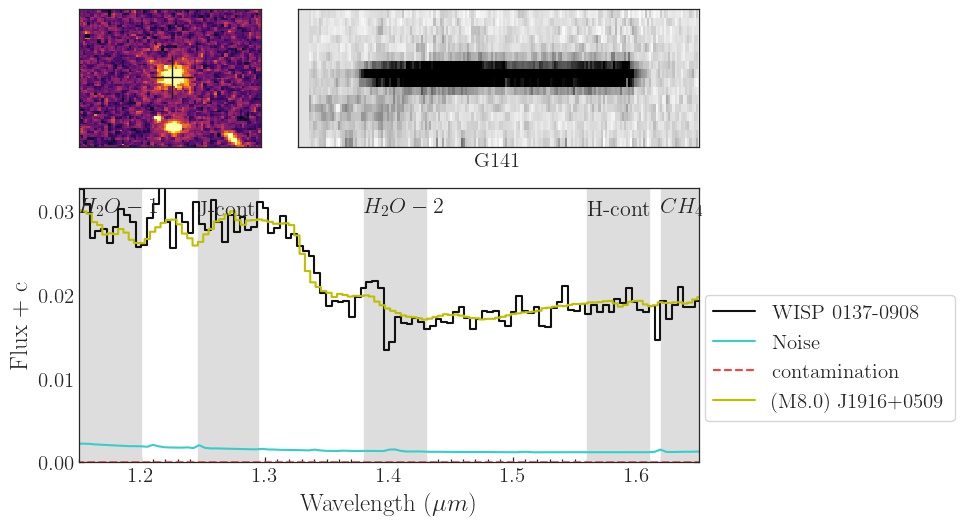 G141
H₂O − 1
J-cont
H₂O − 2
H-cont
CH₄
0.03
0.02
0.01
0.00
Flux + c
1.2
1.3
1.4
1.5
1.6
Wavelength (μm)
WISP 0137-0908
Noise
contamination
(M8.0) J1916+0509